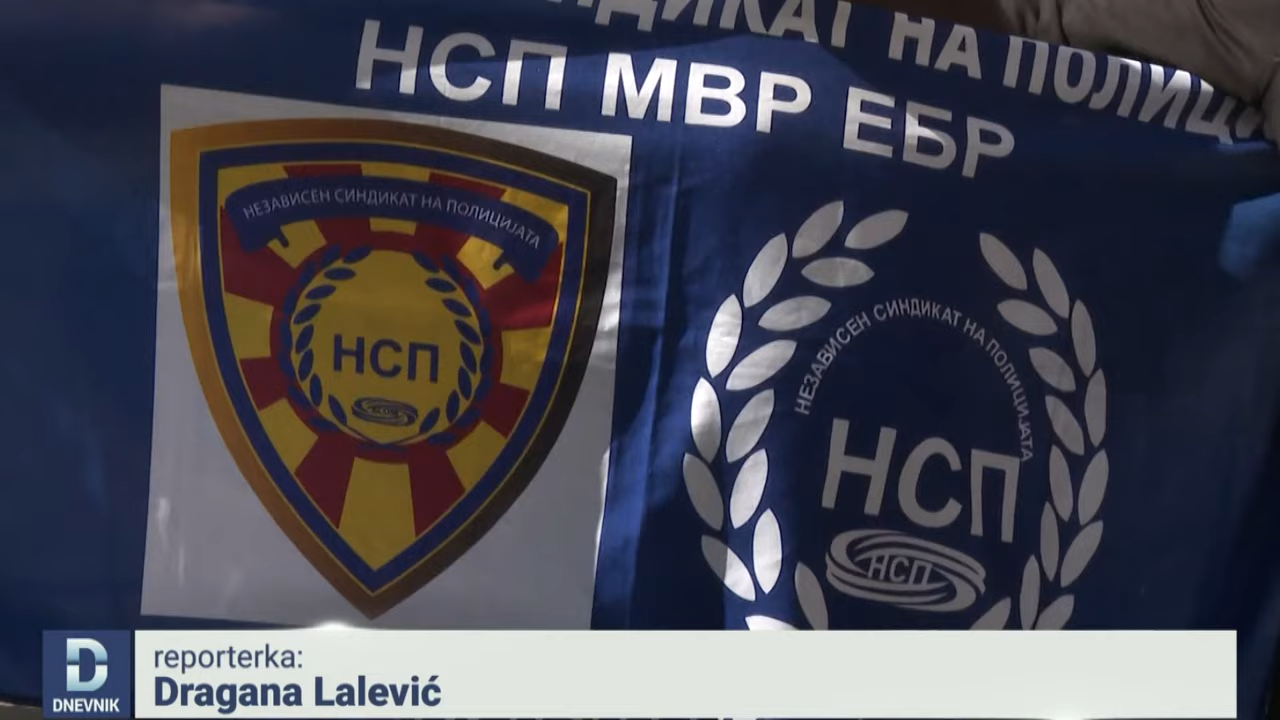 НА
НСП МВР ЕБР
НЕЗАВИСЕН СИНДИКАТ НА ПОЛИЦИЈАТА
НСП
НЕЗАВИСЕН СИНДИКАТ НА ПОЛИЦИЈАТА
НСП
НСП
reporterka:
Dragana Lalević
DNEVNIK